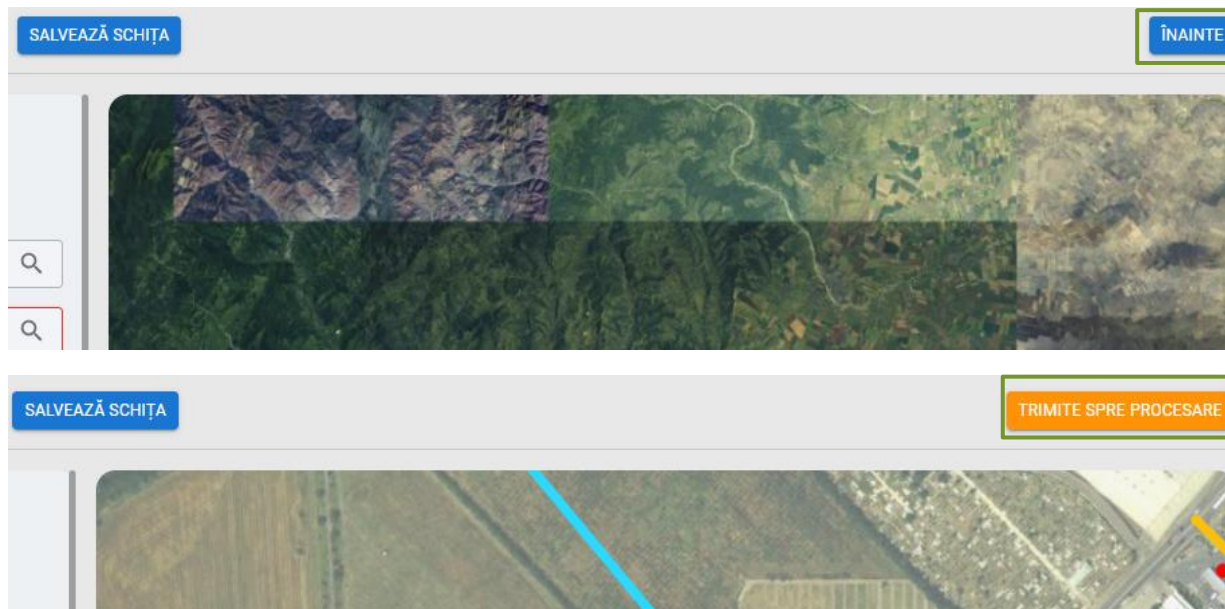 SALVEAZĂ SCHIȚA
ÎNAINTE
SALVEAZĂ SCHIȚA
TRIMITE SPRE PROCESARE